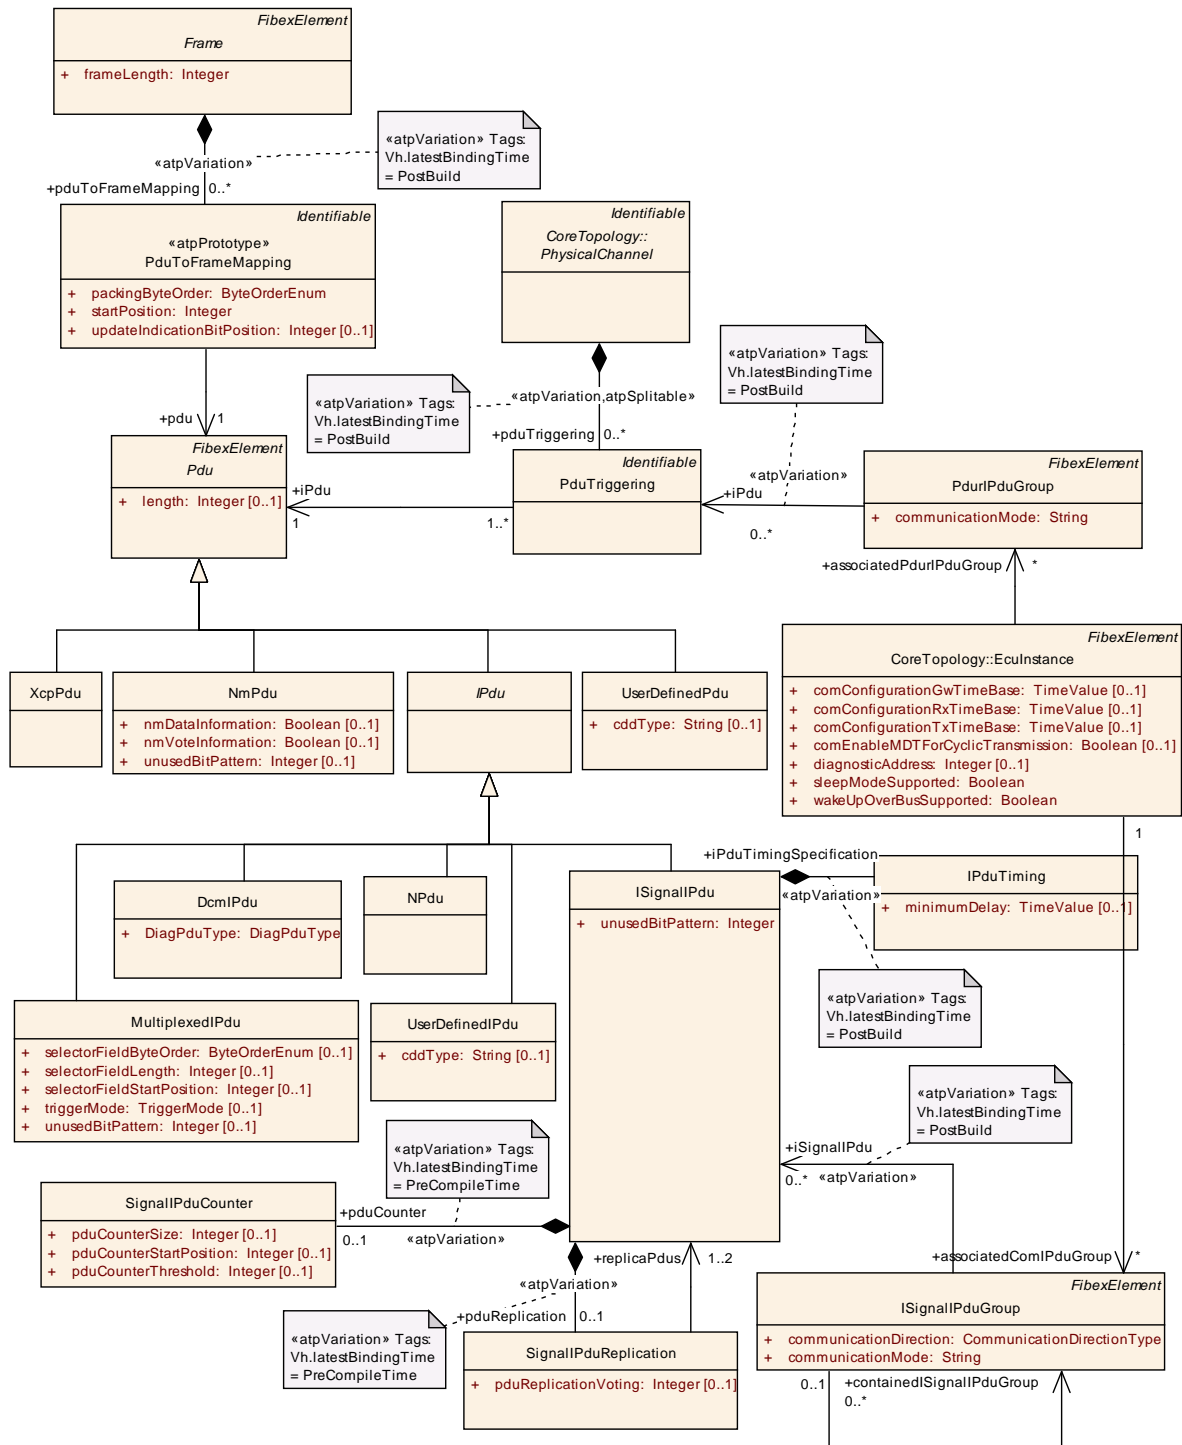 FibexElement
Frame
+ frameLength: Integer
«atpVariation» Tags:
Vh.latestBindingTime
= PostBuild
«atpVariation»
+pduToFrameMapping 0..*
Identifiable
«atpPrototype»
PduToFrameMapping
+ packingByteOrder: ByteOrderEnum
+ startPosition: Integer
+ updateIndicationBitPosition: Integer [0..1]
Identifiable
CoreTopology::
PhysicalChannel
«atpVariation» Tags:
Vh.latestBindingTime
= PostBuild
«atpVariation» Tags:
Vh.latestBindingTime
= PostBuild
«atpVariation,atpSplitable»
+pduTriggering 0..*
+pdu 1
FibexElement
Pdu
+ length: Integer [0..1]
+iPdu
1
1..*
Identifiable
PduTriggering
«atpVariation»
+iPdu
0..*
FibexElement
PdurIPduGroup
+ communicationMode: String
+associatedPdurIPduGroup *
FibexElement
CoreTopology::EcuInstance
+ comConfigurationGwTimeBase: TimeValue [0..1]
+ comConfigurationRxTimeBase: TimeValue [0..1]
+ comConfigurationTxTimeBase: TimeValue [0..1]
+ comEnableMDTForCyclicTransmission: Boolean [0..1]
+ diagnosticAddress: Integer [0..1]
+ sleepModeSupported: Boolean
+ wakeUpOverBusSupported: Boolean
XcpPdu
NmPdu
+ nmDataInformation: Boolean [0..1]
+ nmVoteInformation: Boolean [0..1]
+ unusedBitPattern: Integer [0..1]
IPdu
UserDefinedPdu
+ cddType: String [0..1]
1
+iPduTimingSpecification
«atpVariation»
IPduTiming
+ minimumDelay: TimeValue [0..1]
DcmIPdu
+ DiagPduType: DiagPduType
NPdu
ISignalIPdu
+ unusedBitPattern: Integer
«atpVariation» Tags:
Vh.latestBindingTime
= PostBuild
MultiplexedIPdu
+ selectorFieldByteOrder: ByteOrderEnum [0..1]
+ selectorFieldLength: Integer [0..1]
+ selectorFieldStartPosition: Integer [0..1]
+ triggerMode: TriggerMode [0..1]
+ unusedBitPattern: Integer [0..1]
UserDefinedIPdu
+ cddType: String [0..1]
«atpVariation» Tags:
Vh.latestBindingTime
= PostBuild
«atpVariation» Tags:
Vh.latestBindingTime
= PreCompileTime
+iSignalIPdu
0..* «atpVariation»
SignalIPduCounter
+ pduCounterSize: Integer [0..1]
+ pduCounterStartPosition: Integer [0..1]
+ pduCounterThreshold: Integer [0..1]
+pduCounter
0..1
«atpVariation»
+replicaPdus 1..2
«atpVariation»
+pduReplication 0..1
+associatedComIPduGroup *
«atpVariation» Tags:
Vh.latestBindingTime
= PreCompileTime
SignalIPduReplication
+ pduReplicationVoting: Integer [0..1]
FibexElement
ISignalIPduGroup
+ communicationDirection: CommunicationDirectionType
+ communicationMode: String
0..1
+containedISignalIPduGroup
0..*